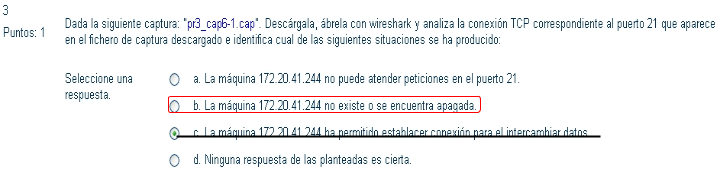 3
Puntos: 1
Dada la siguiente captura: "pr3_cap6-1.cap". Descárgala, ábrela con wireshark y analiza la conexión TCP correspondiente al puerto 21 que aparece
en el fichero de captura descargado e identifica cual de las siguientes situaciones se ha producido:
Seleccione una
respuesta.
a. La máquina 172.20.41.244 no puede atender peticiones en el puerto 21.
b. La máquina 172.20.41.244 no existe o se encuentra apagada.
c. La máquina 172.20.41.244 ha permitido establacer conexión para el intercambiar datos.
d. Ninguna respuesta de las planteadas es cierta.